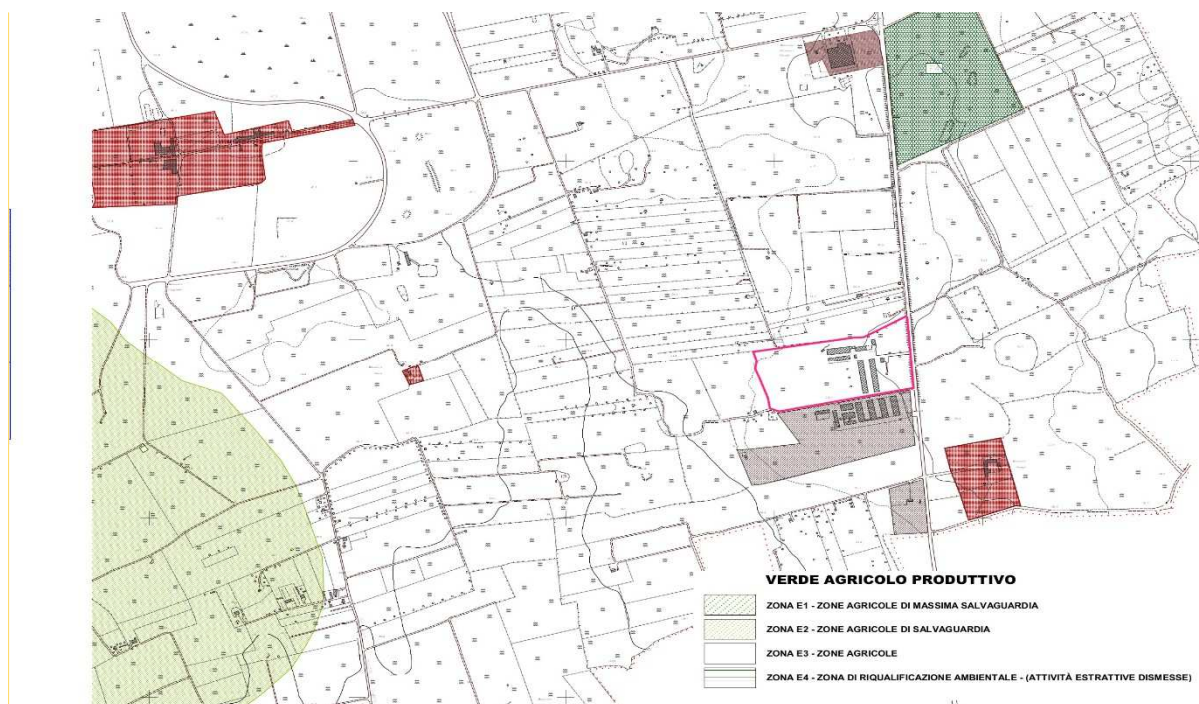 VERDE AGRICOLO PRODUTTIVO
ZONA E1 - ZONE AGRICOLE DI MASSIMA SALVAGUARDIA
ZONA E2 - ZONE AGRICOLE DI SALVAGUARDIA
ZONA E3 - ZONE AGRICOLE
ZONA E4 - ZONA DI RIQUALIFICAZIONE AMBIENTALE - (ATTIVITÀ ESTRATTIVE DISMESSE)